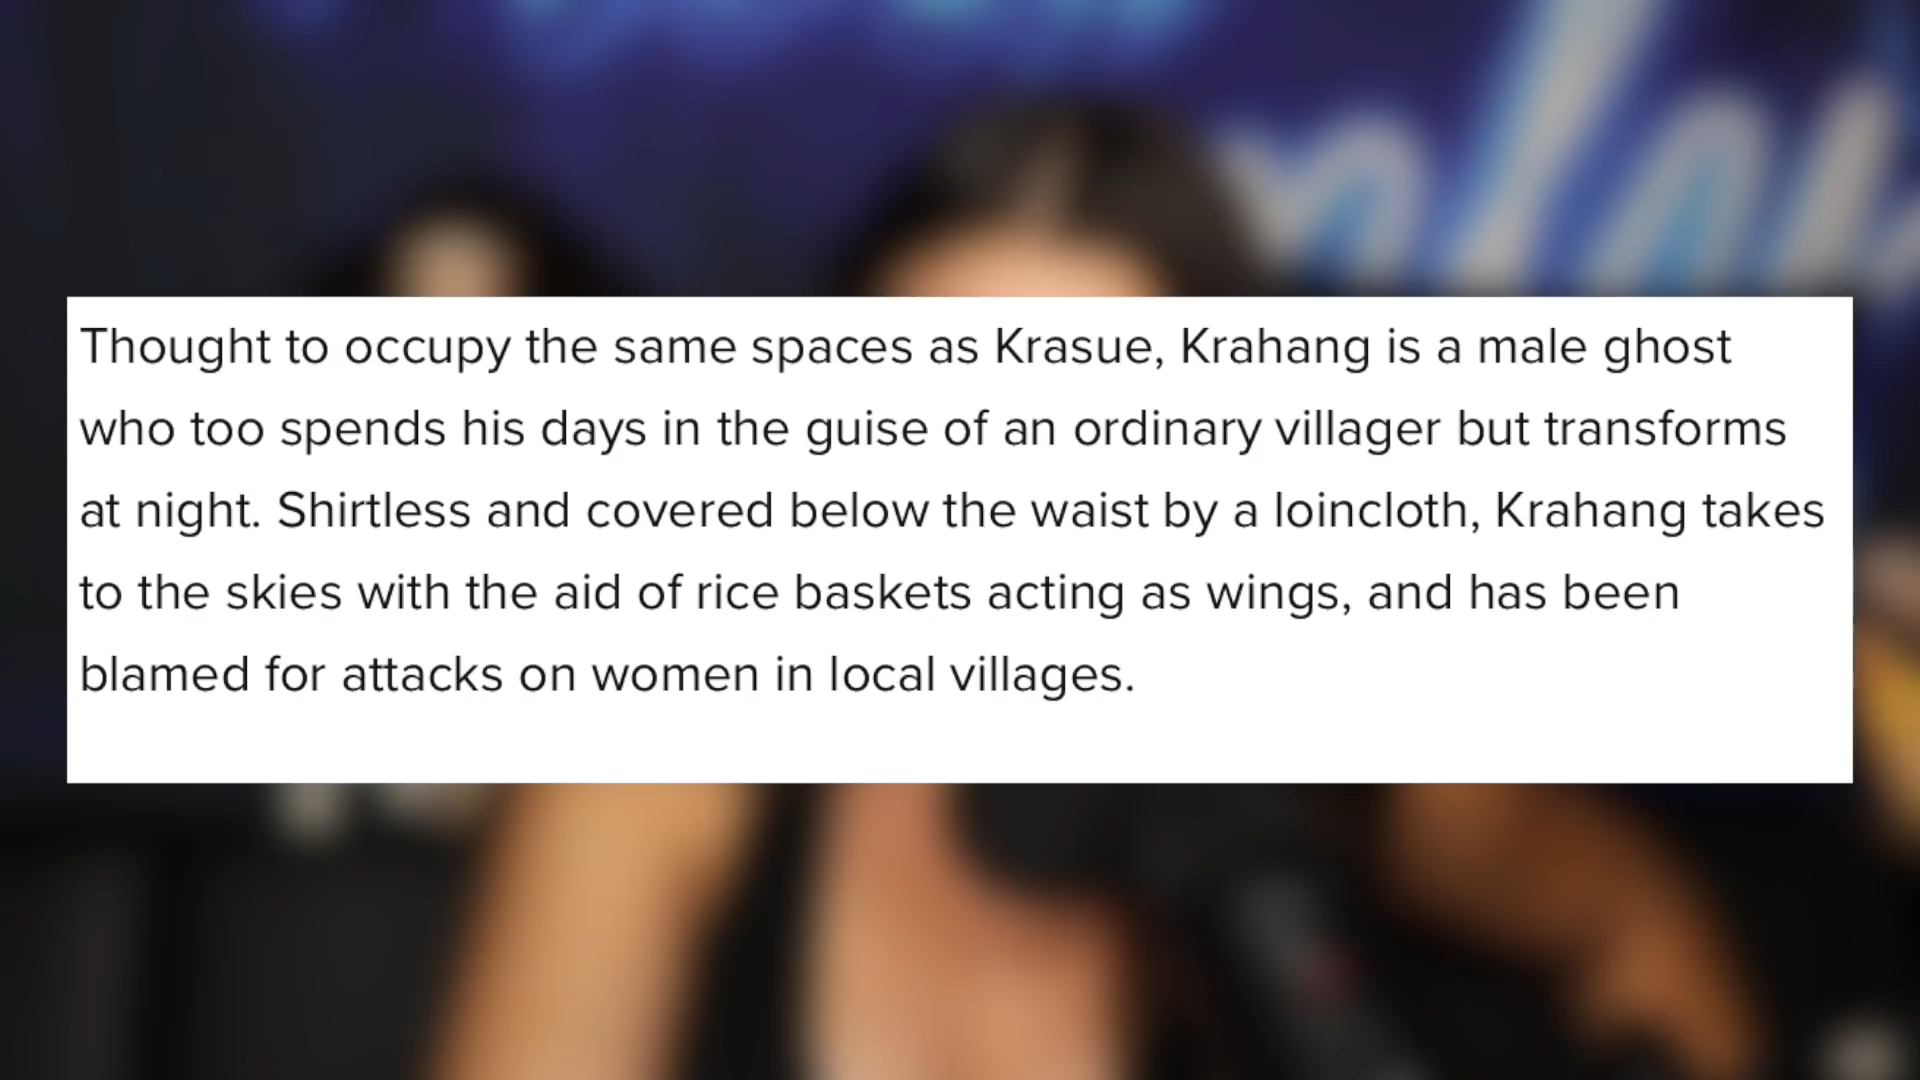 Thought to occupy the same spaces as Krasue, Krahang is a male ghost
who too spends his days in the guise of an ordinary villager but transforms
at night. Shirtless and covered below the waist by a loincloth, Krahang takes
to the skies with the aid of rice baskets acting as wings, and has been
blamed for attacks on women in local villages.